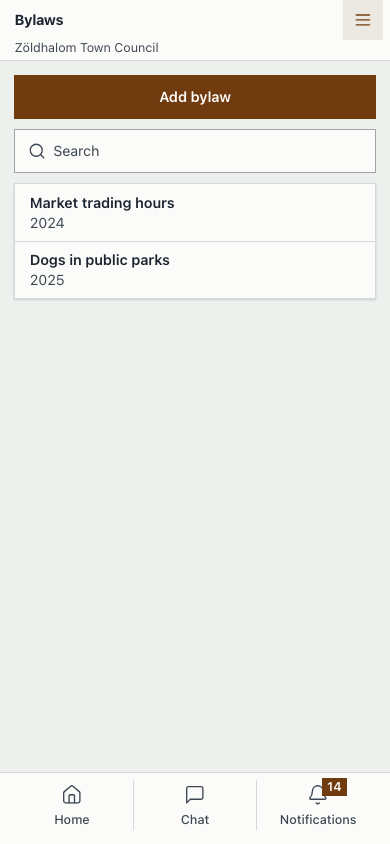 Bylaws
Zöldhalom Town Council
Add bylaw
Search
Market trading hours
2024
Dogs in public parks
2025
Home
Chat
14
Notifications